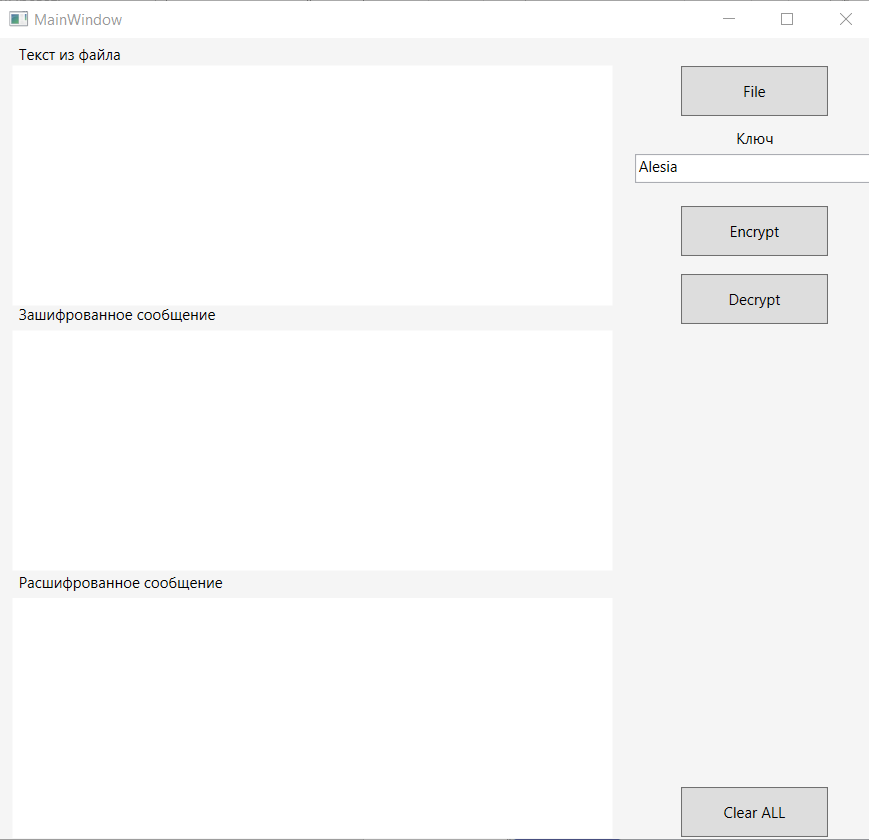 MainWindow
Текст из файла
File
Ключ
Alesia
Encrypt
Decrypt
Зашифрованное сообщение
Расшифрованное сообщение
Clear ALL